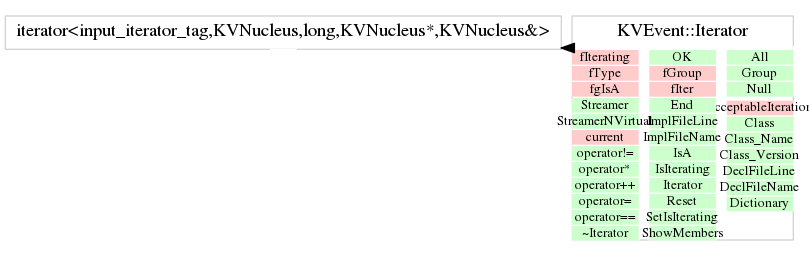 iterator<input_iterator_tag,KVNucleus,long,KVNucleus*,KVNucleus&>
KVEvent::Iterator
fIterating
fType
fgIsA
Streamer
StreamerNVirtual
current
operator!=
operator*
operator++
operator=
operator==
~Iterator
OK
fGroup
fIter
End
ImplFileLine
ImplFileName
IsA
IsIterating
Iterator
Reset
SetIsIterating
ShowMembers
All
Group
Null
cceptableIteration
Class
Class_Name
Class_Version
DeclFileLine
DeclFileName
Dictionary